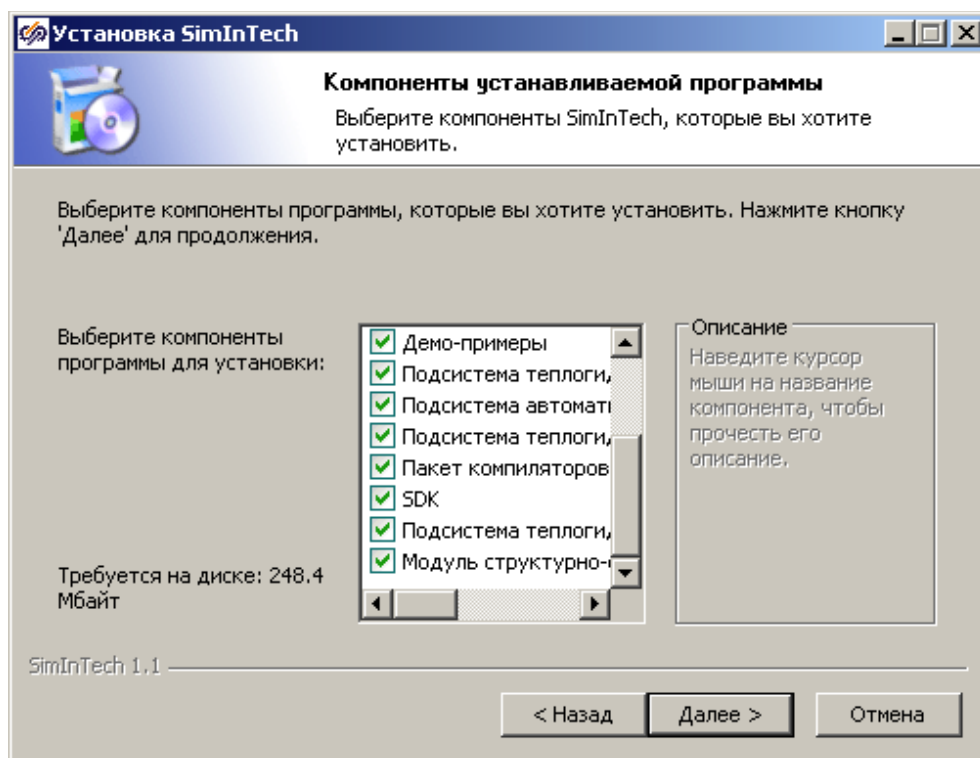 Установка SimInTech
Компоненты устанавливаемой программы
Выберите компоненты SimInTech, которые вы хотите
установить.
Выберите компоненты программы, которые вы хотите установить. Нажмите кнопку
'Далее' для продолжения.
Выберите компоненты
программы для установки:
Демо-примеры
Подсистема теплоги
Подсистема автомат
Подсистема теплоги
Пакет компиляторов
SDK
Подсистема теплоги
Модуль структурно-
Требуется на диске: 248.4
Мбайт
Описание
Наведите курсор
мыши на название
компонента, чтобы
прочесть его
описание.
SimInTech 1.1
< Назад
Далее >
Отмена